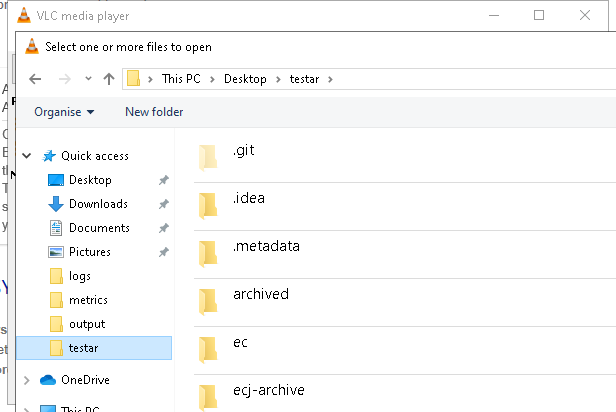 VLC media player
Select one or more files to open
This PC > Desktop > testar >
Organise New folder
Quick access
Desktop
Downloads
Documents
Pictures
logs
metrics
output
testar
OneDrive
This PC
.git
.idea
.metadata
archived
ec
ecj-archive